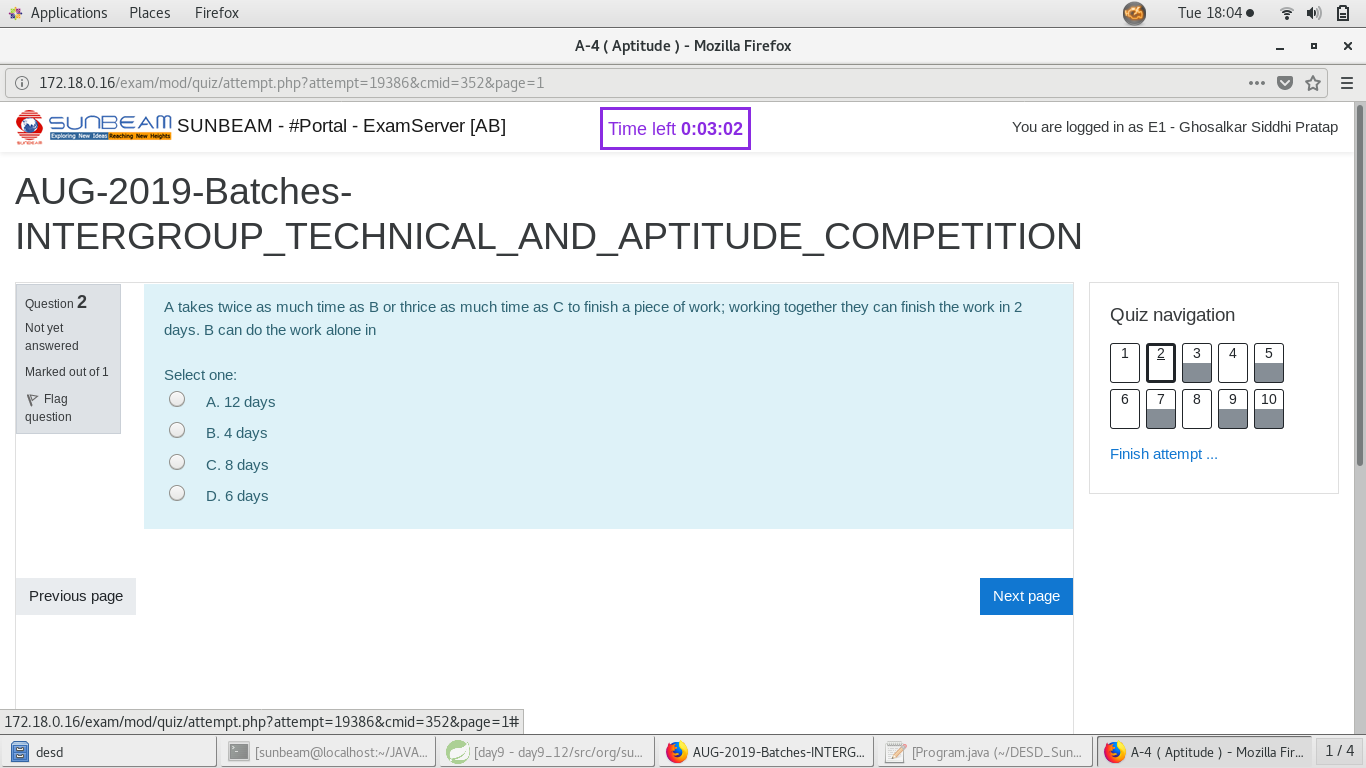 Applications Places Firefox Tue 18:04
A-4 ( Aptitude ) - Mozilla Firefox
172.18.0.16/exam/mod/quiz/attempt.php?attempt=19386&cmid=352&page=1
SUNBEAM
Exploring New Ideas Reaching New Heights
SUNBEAM - #Portal - ExamServer [AB]
Time left 0:03:02
You are logged in as E1 - Ghosalkar Siddhi Pratap
AUG-2019-Batches-
INTERGROUP_TECHNICAL_AND_APTITUDE_COMPETITION
Question 2
Not yet
answered
Marked out of 1
Flag
question
A takes twice as much time as B or thrice as much time as C to finish a piece of work; working together they can finish the work in 2
days. B can do the work alone in
Select one:
A. 12 days
B. 4 days
C. 8 days
D. 6 days
Previous page
Next page
Quiz navigation
1 2 3 4 5
6 7 8 9 10
Finish attempt ...
172.18.0.16/exam/mod/quiz/attempt.php?attempt=19386&cmid=352&page=1#
desd [sunbeam@localhost:~/JAVA... [day9 - day9_12/src/org/su... AUG-2019-Batches-INTERG... [Program.java (~/DESD_Sun... A-4 ( Aptitude ) - Mozilla Fir... 1 / 4